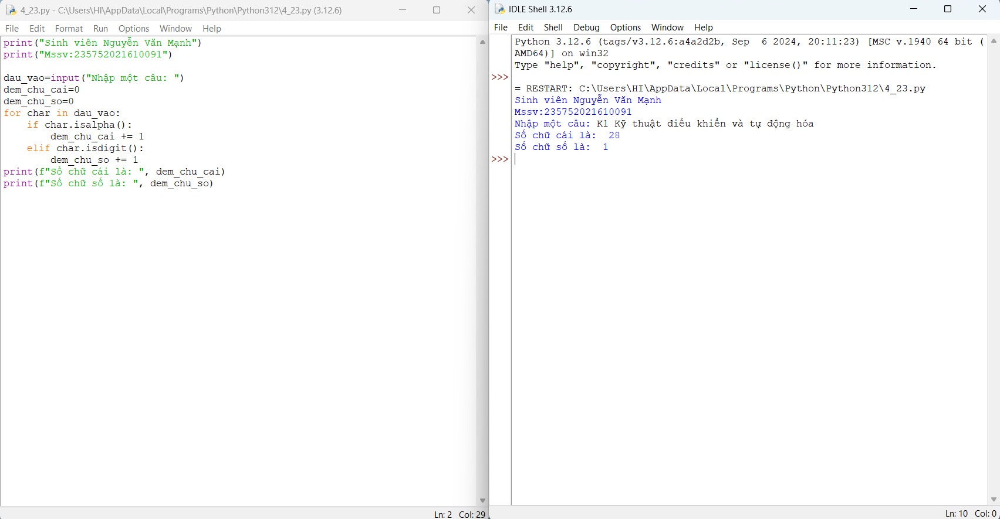 4_23.py - C:\Users\HI\AppData\Local\Programs\Python\Python312\4_23.py (3.12.6)
File Edit Format Run Options Window Help
print("Sinh viên Nguyễn Văn Mạnh")
print("Mssv:235752021610091")
dau_vao=input("Nhập một câu: ")
dem_chu_cai=0
dem_chu_so=0
for char in dau_vao:
    if char.isalpha():
        dem_chu_cai += 1
    elif char.isdigit():
        dem_chu_so += 1
print(f"Số chữ cái là: ", dem_chu_cai)
print(f"Số chữ số là: ", dem_chu_so)
Ln: 2 Col: 29
IDLE Shell 3.12.6
File Edit Shell Debug Options Window Help
Python 3.12.6 (tags/v3.12.6:a4a2d2b, Sep  6 2024, 20:11:23) [MSC v.1940 64 bit (
AMD64)] on win32
Type "help", "copyright", "credits" or "license()" for more information.
>>>
= RESTART: C:\Users\HI\AppData\Local\Programs\Python\Python312\4_23.py
Sinh viên Nguyễn Văn Mạnh
Mssv:235752021610091
Nhập một câu: K1 Kỹ thuật điều khiển và tự động hóa
Số chữ cái là:  28
Số chữ số là:  1
>>>
Ln: 10 Col: 0